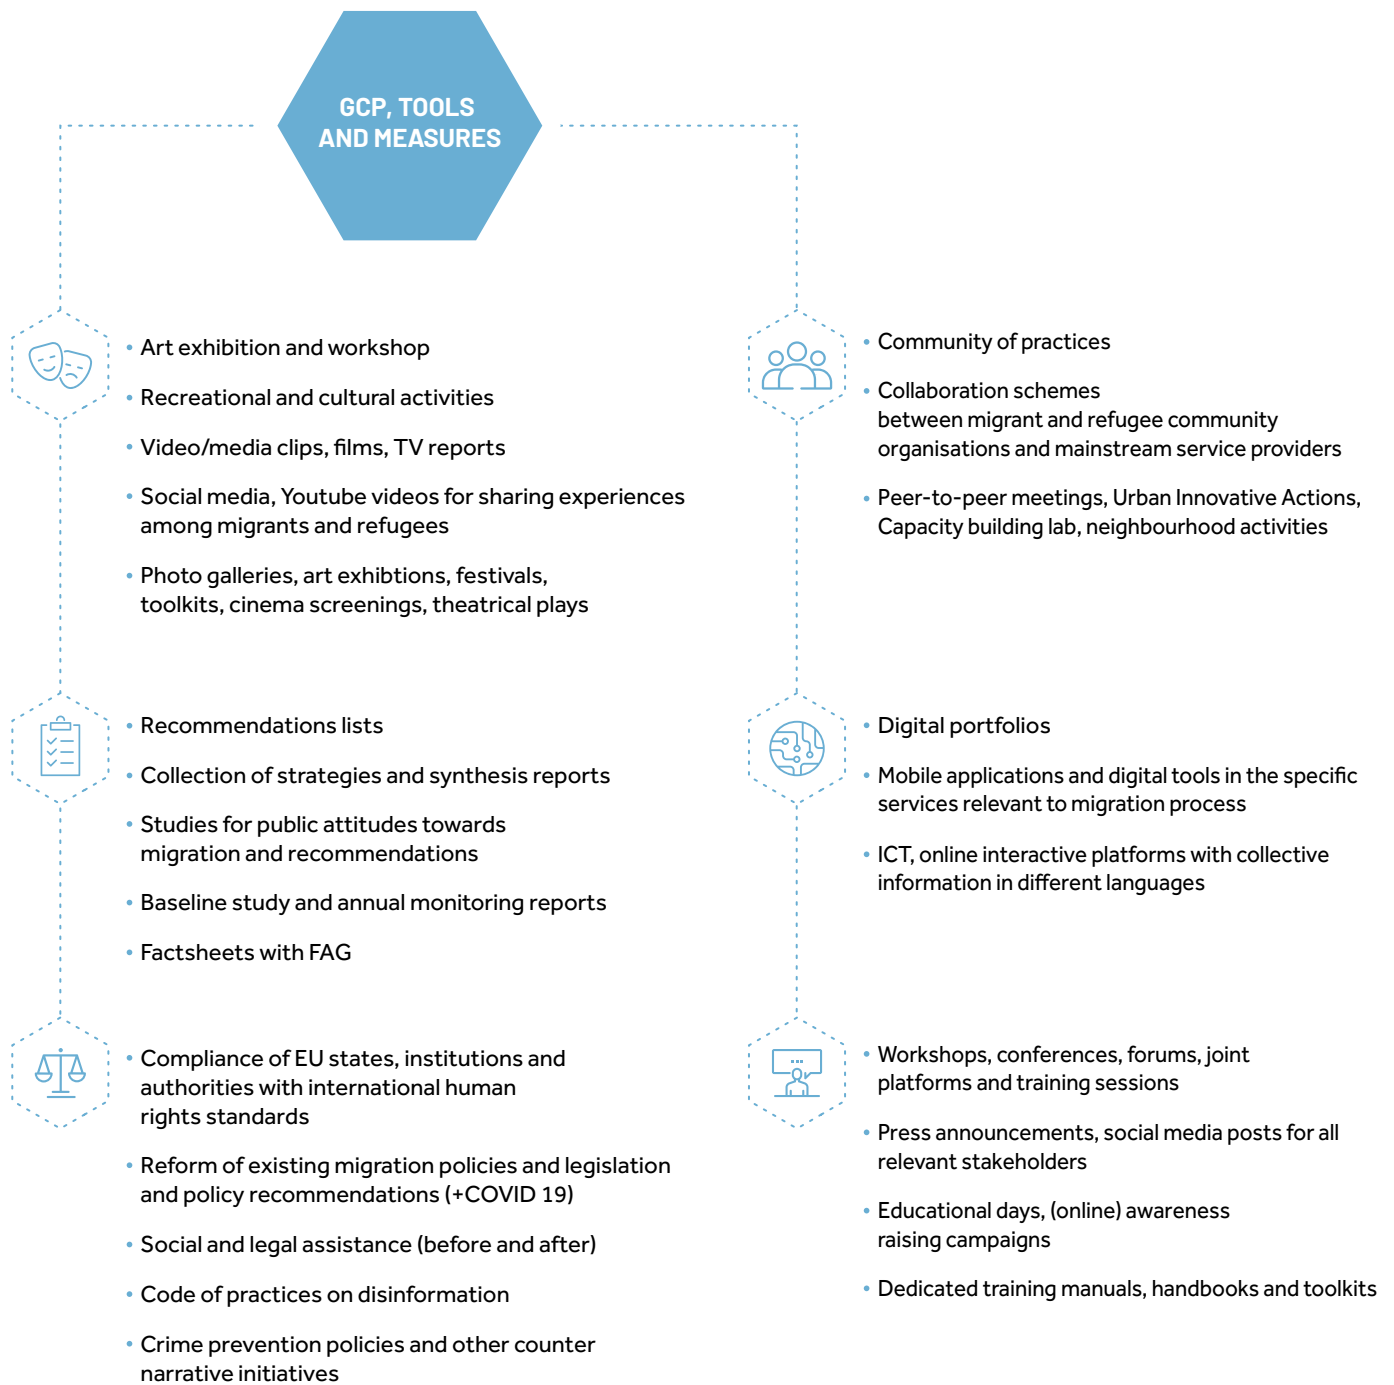 GCP, TOOLS
AND MEASURES
• Art exhibition and workshop
• Recreational and cultural activities
• Video/media clips, films, TV reports
• Social media, Youtube videos for sharing experiences
among migrants and refugees
• Photo galleries, art exhibtions, festivals,
toolkits, cinema screenings, theatrical plays
• Recommendations lists
• Collection of strategies and synthesis reports
• Studies for public attitudes towards
migration and recommendations
• Baseline study and annual monitoring reports
• Factsheets with FAG
• Compliance of EU states, institutions and
authorities with international human
rights standards
• Reform of existing migration policies and legislation
and policy recommendations (+COVID 19)
• Social and legal assistance (before and after)
• Code of practices on disinformation
• Crime prevention policies and other counter
narrative initiatives
• Community of practices
• Collaboration schemes
between migrant and refugee community
organisations and mainstream service providers
• Peer-to-peer meetings, Urban Innovative Actions,
Capacity building lab, neighbourhood activities
• Digital portfolios
• Mobile applications and digital tools in the specific
services relevant to migration process
• ICT, online interactive platforms with collective
information in different languages
• Workshops, conferences, forums, joint
platforms and training sessions
• Press announcements, social media posts for all
relevant stakeholders
• Educational days, (online) awareness
raising campaigns
• Dedicated training manuals, handbooks and toolkits